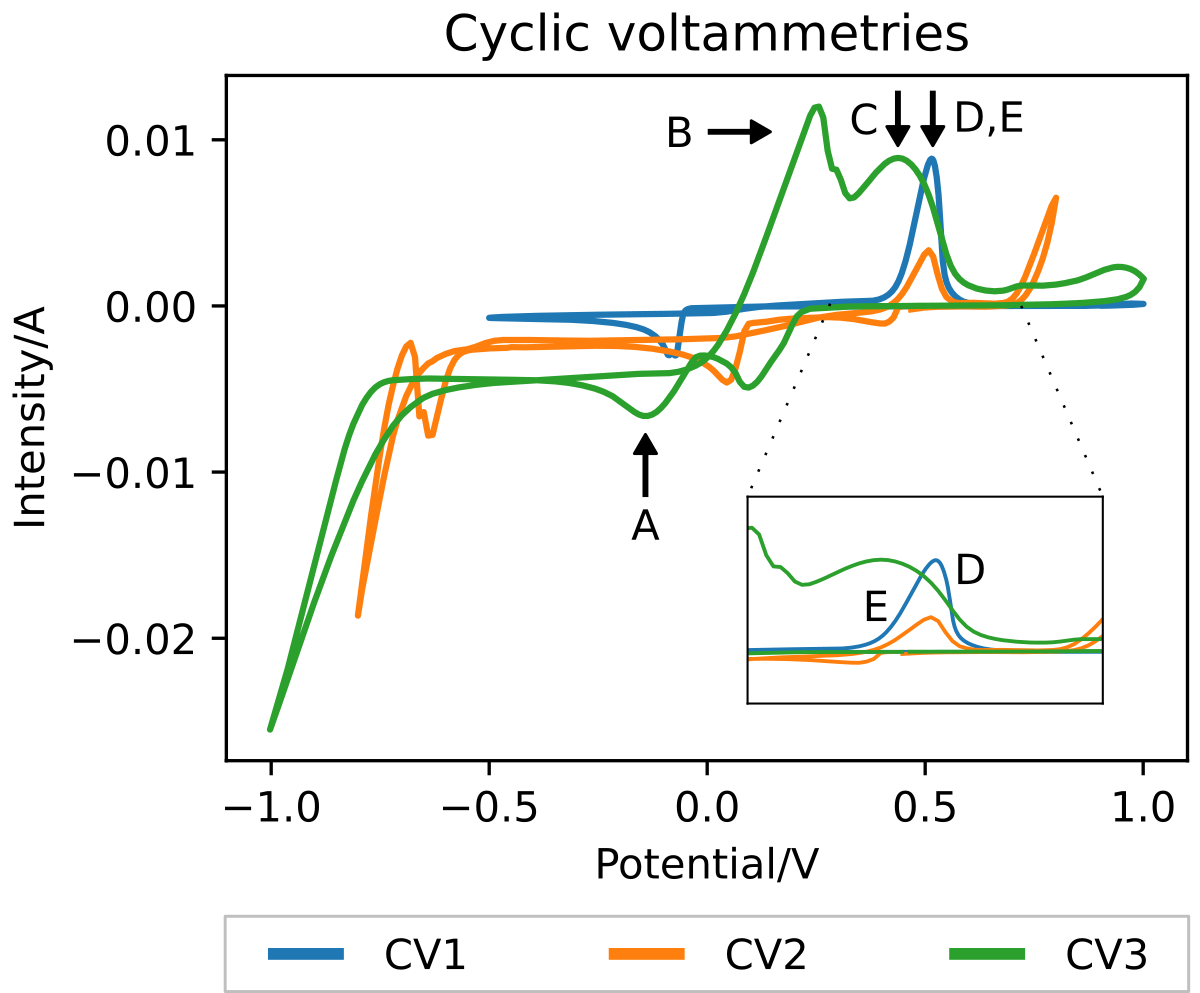 Cyclic voltammetries
B
C
D,E
0.01
0.00
−0.01
−0.02
Intensity/A
A
D
E
−1.0
−0.5
0.0
0.5
1.0
Potential/V
CV1
CV2
CV3